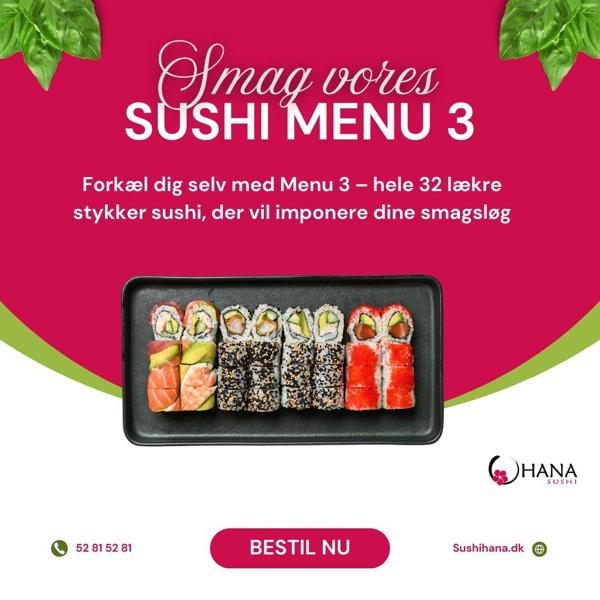 Smag vores
SUSHI MENU 3
Forkæl dig selv med Menu 3 – hele 32 lækre
stykker sushi, der vil imponere dine smagsløg
HANA
SUSHI
52 81 52 81
BESTIL NU
Sushihana.dk